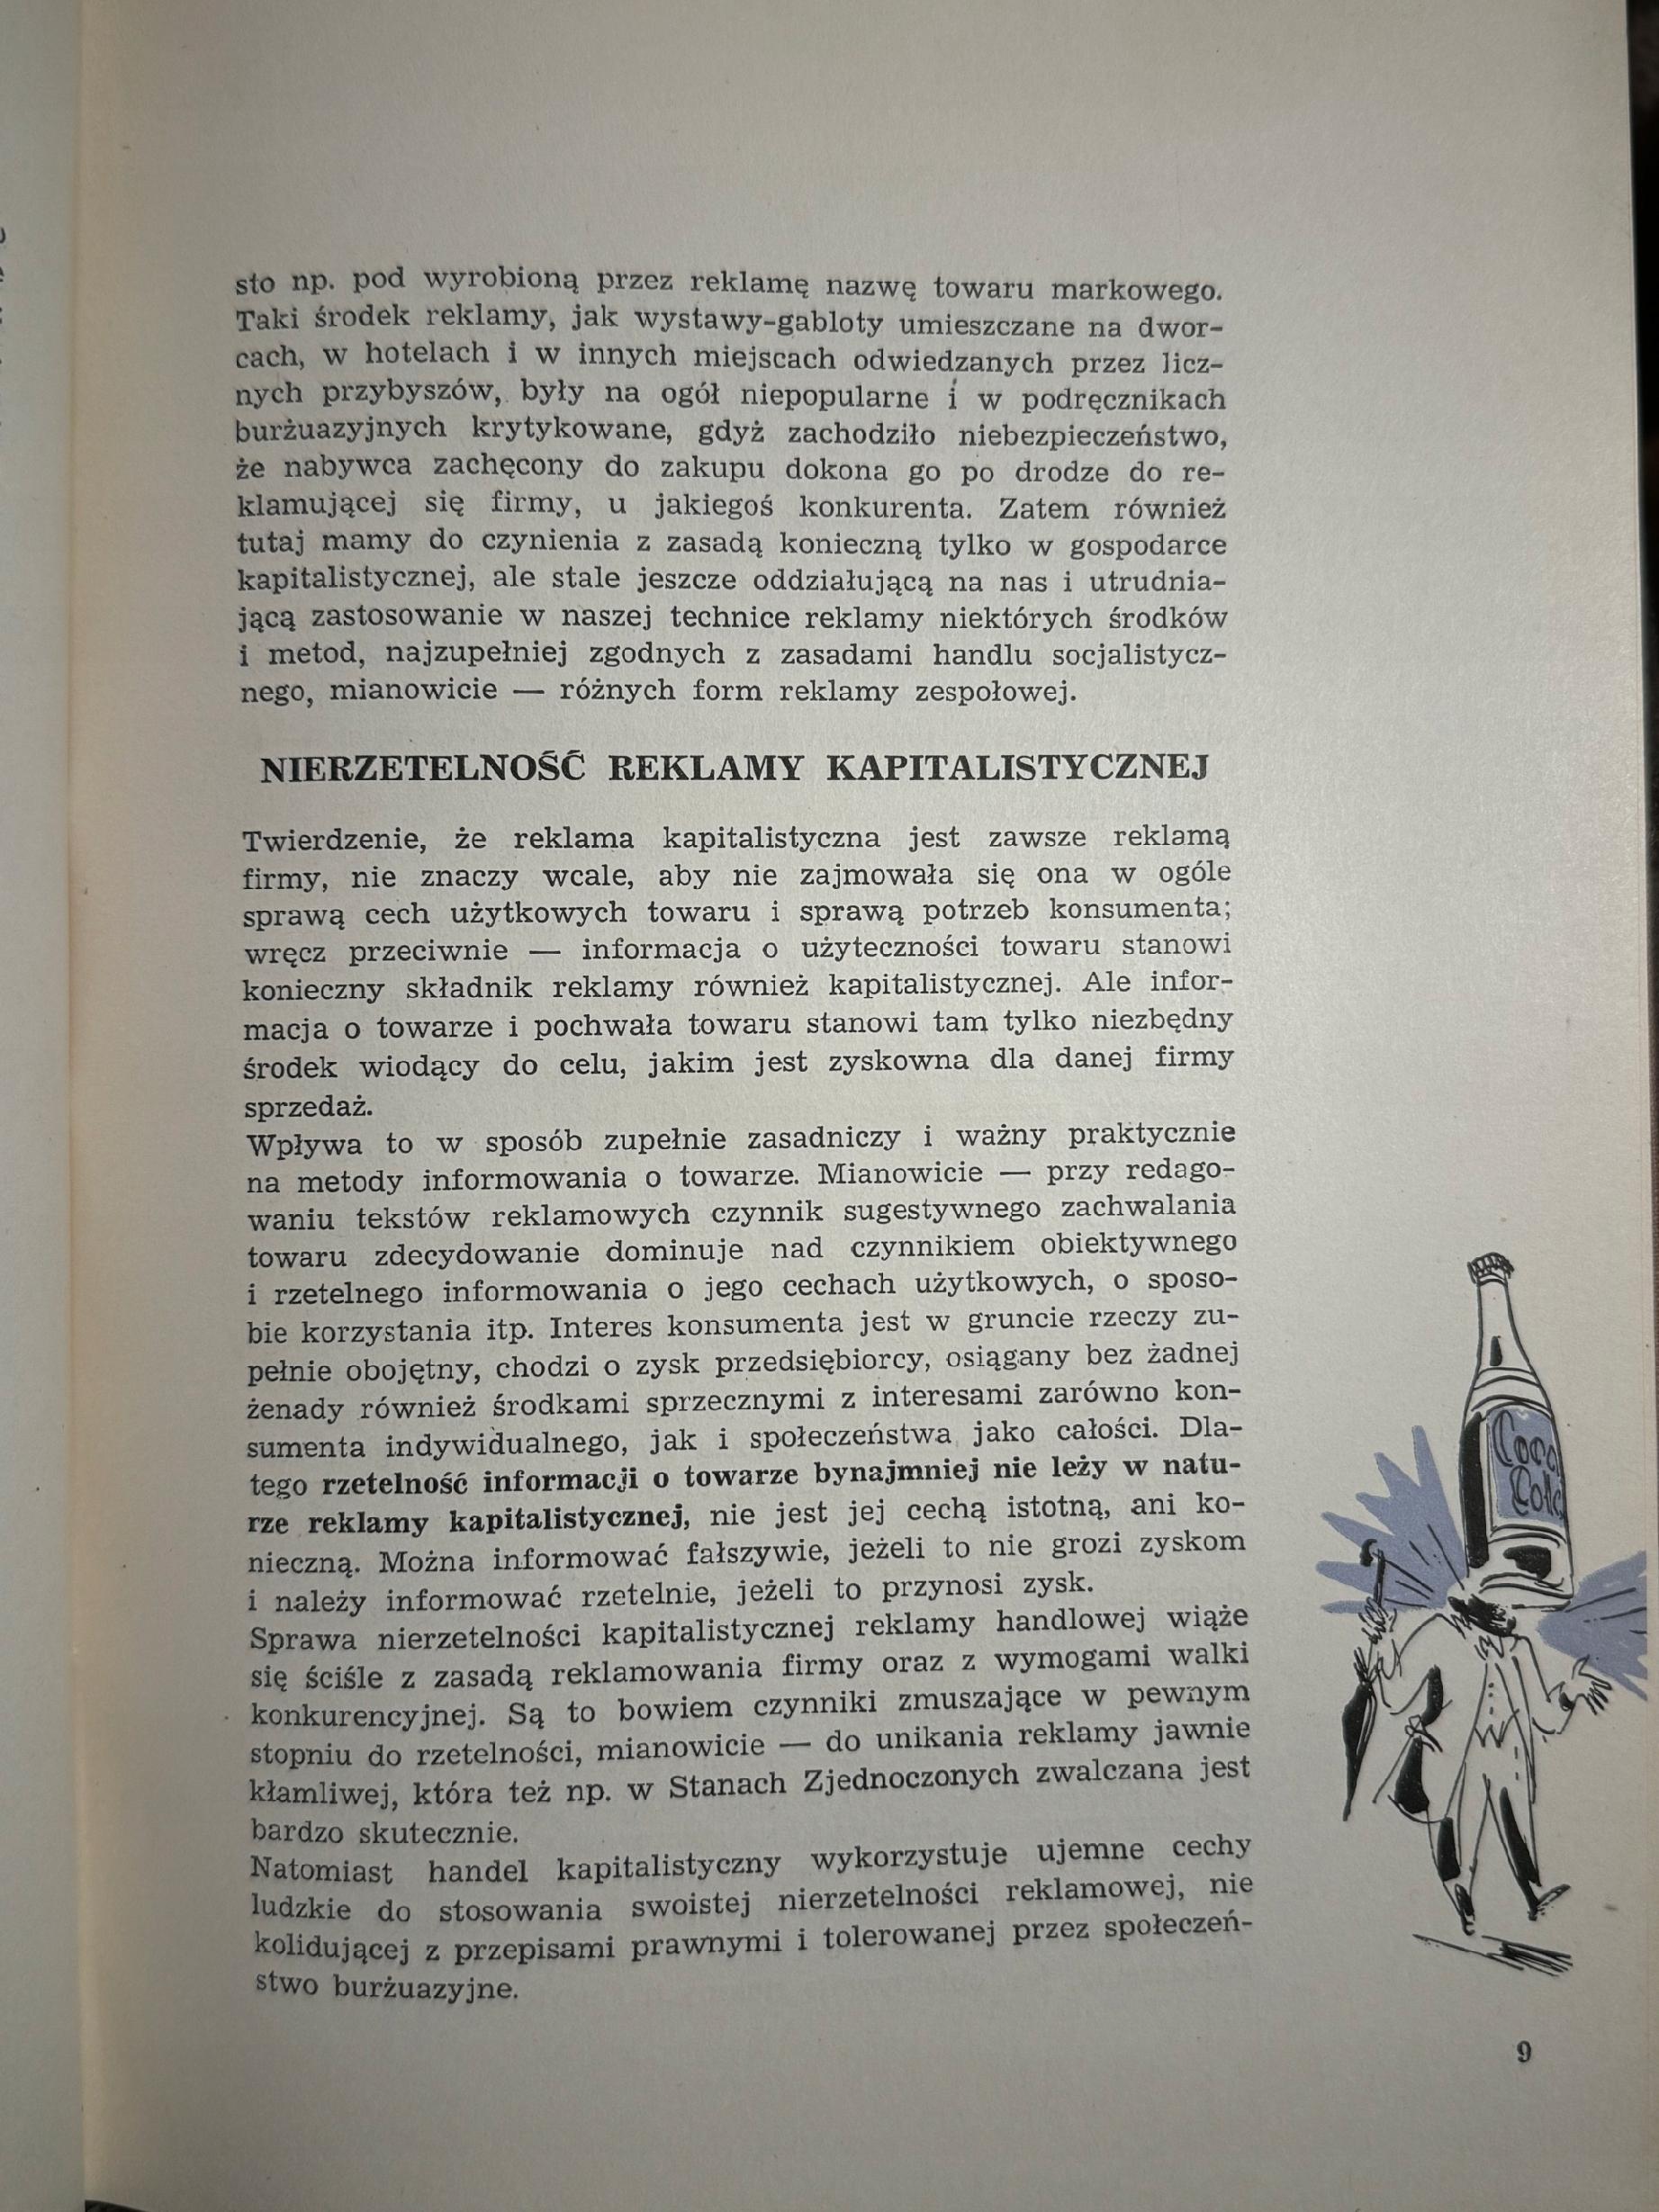 sto np. pod wyrobioną przez reklamę nazwę towaru markowego.
Taki środek reklamy, jak wystawy-gabloty umieszczane na dwor-
cach, w hotelach i w innych miejscach odwiedzanych przez licz-
nych przybyszów, były na ogół niepopularne i w podręcznikach
burżuazyjnych krytykowane, gdyż zachodziło niebezpieczeństwo,
że nabywca zachęcony do zakupu dokona go po drodze do re-
klamującej się firmy, u jakiegoś konkurenta. Zatem również
tutaj mamy do czynienia z zasadą konieczną tylko w gospodarce
kapitalistycznej, ale stale jeszcze oddziałującą na nas i utrudnia-
jącą zastosowanie w naszej technice reklamy niektórych środków
i metod, najzupełniej zgodnych z zasadami handlu socjalistycz-
nego, mianowicie — różnych form reklamy zespołowej.
NIERZETELNOŚĆ REKLAMY KAPITALISTYCZNEJ
Twierdzenie, że reklama kapitalistyczna jest zawsze reklamą
firmy, nie znaczy wcale, aby nie zajmowała się ona w ogóle
sprawą cech użytkowych towaru i sprawą potrzeb konsumenta;
wręcz przeciwnie — informacja o użyteczności towaru stanowi
konieczny składnik reklamy również kapitalistycznej. Ale infor-
macja o towarze i pochwała towaru stanowi tam tylko niezbędny
środek wiodący do celu, jakim jest zyskowna dla danej firmy
sprzedaż.
Wpływa to w sposób zupełnie zasadniczy i ważny praktycznie
na metody informowania o towarze. Mianowicie — przy redago-
waniu tekstów reklamowych czynnik sugestywnego zachwalania
towaru zdecydowanie dominuje nad czynnikiem obiektywnego
i rzetelnego informowania o jego cechach użytkowych, o sposo-
bie korzystania itp. Interes konsumenta jest w gruncie rzeczy zu-
pełnie obojętny, chodzi o zysk przedsiębiorcy, osiągany bez żadnej
żenady również środkami sprzecznymi z interesami zarówno kon-
sumenta indywidualnego, jak i społeczeństwa jako całości. Dla-
tego rzetelność informacji o towarze bynajmniej nie leży w natu-
rze reklamy kapitalistycznej, nie jest jej cechą istotną, ani ko-
nieczną. Można informować fałszywie, jeżeli to nie grozi zyskom
i należy informować rzetelnie, jeżeli to przynosi zysk.
Sprawa nierzetelności kapitalistycznej reklamy handlowej wiąże
się ściśle z zasadą reklamowania firmy oraz z wymogami walki
konkurencyjnej. Są to bowiem czynniki zmuszające w pewnym
stopniu do rzetelności, mianowicie — do unikania reklamy jawnie
kłamliwej, która też np. w Stanach Zjednoczonych zwalczana jest
bardzo skutecznie.
Natomiast handel kapitalistyczny wykorzystuje ujemne cechy
ludzkie do stosowania swoistej nierzetelności reklamowej, nie
kolidującej z przepisami prawnymi i tolerowanej przez społeczeń-
stwo burżuazyjne.
Coca
Cola
9